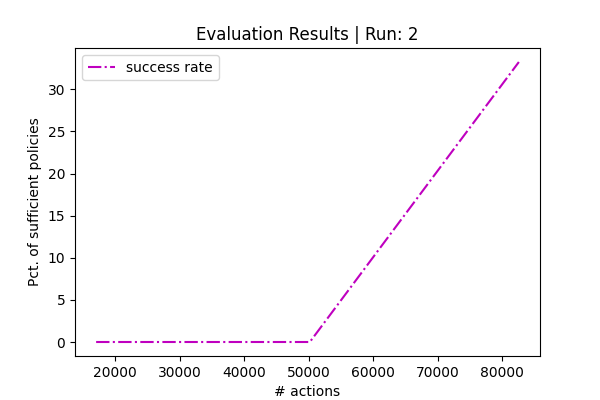 Evaluation Results | Run: 2
success rate
Pct. of sufficient policies
30
25
20
15
10
5
0
20000 30000 40000 50000 60000 70000 80000
# actions